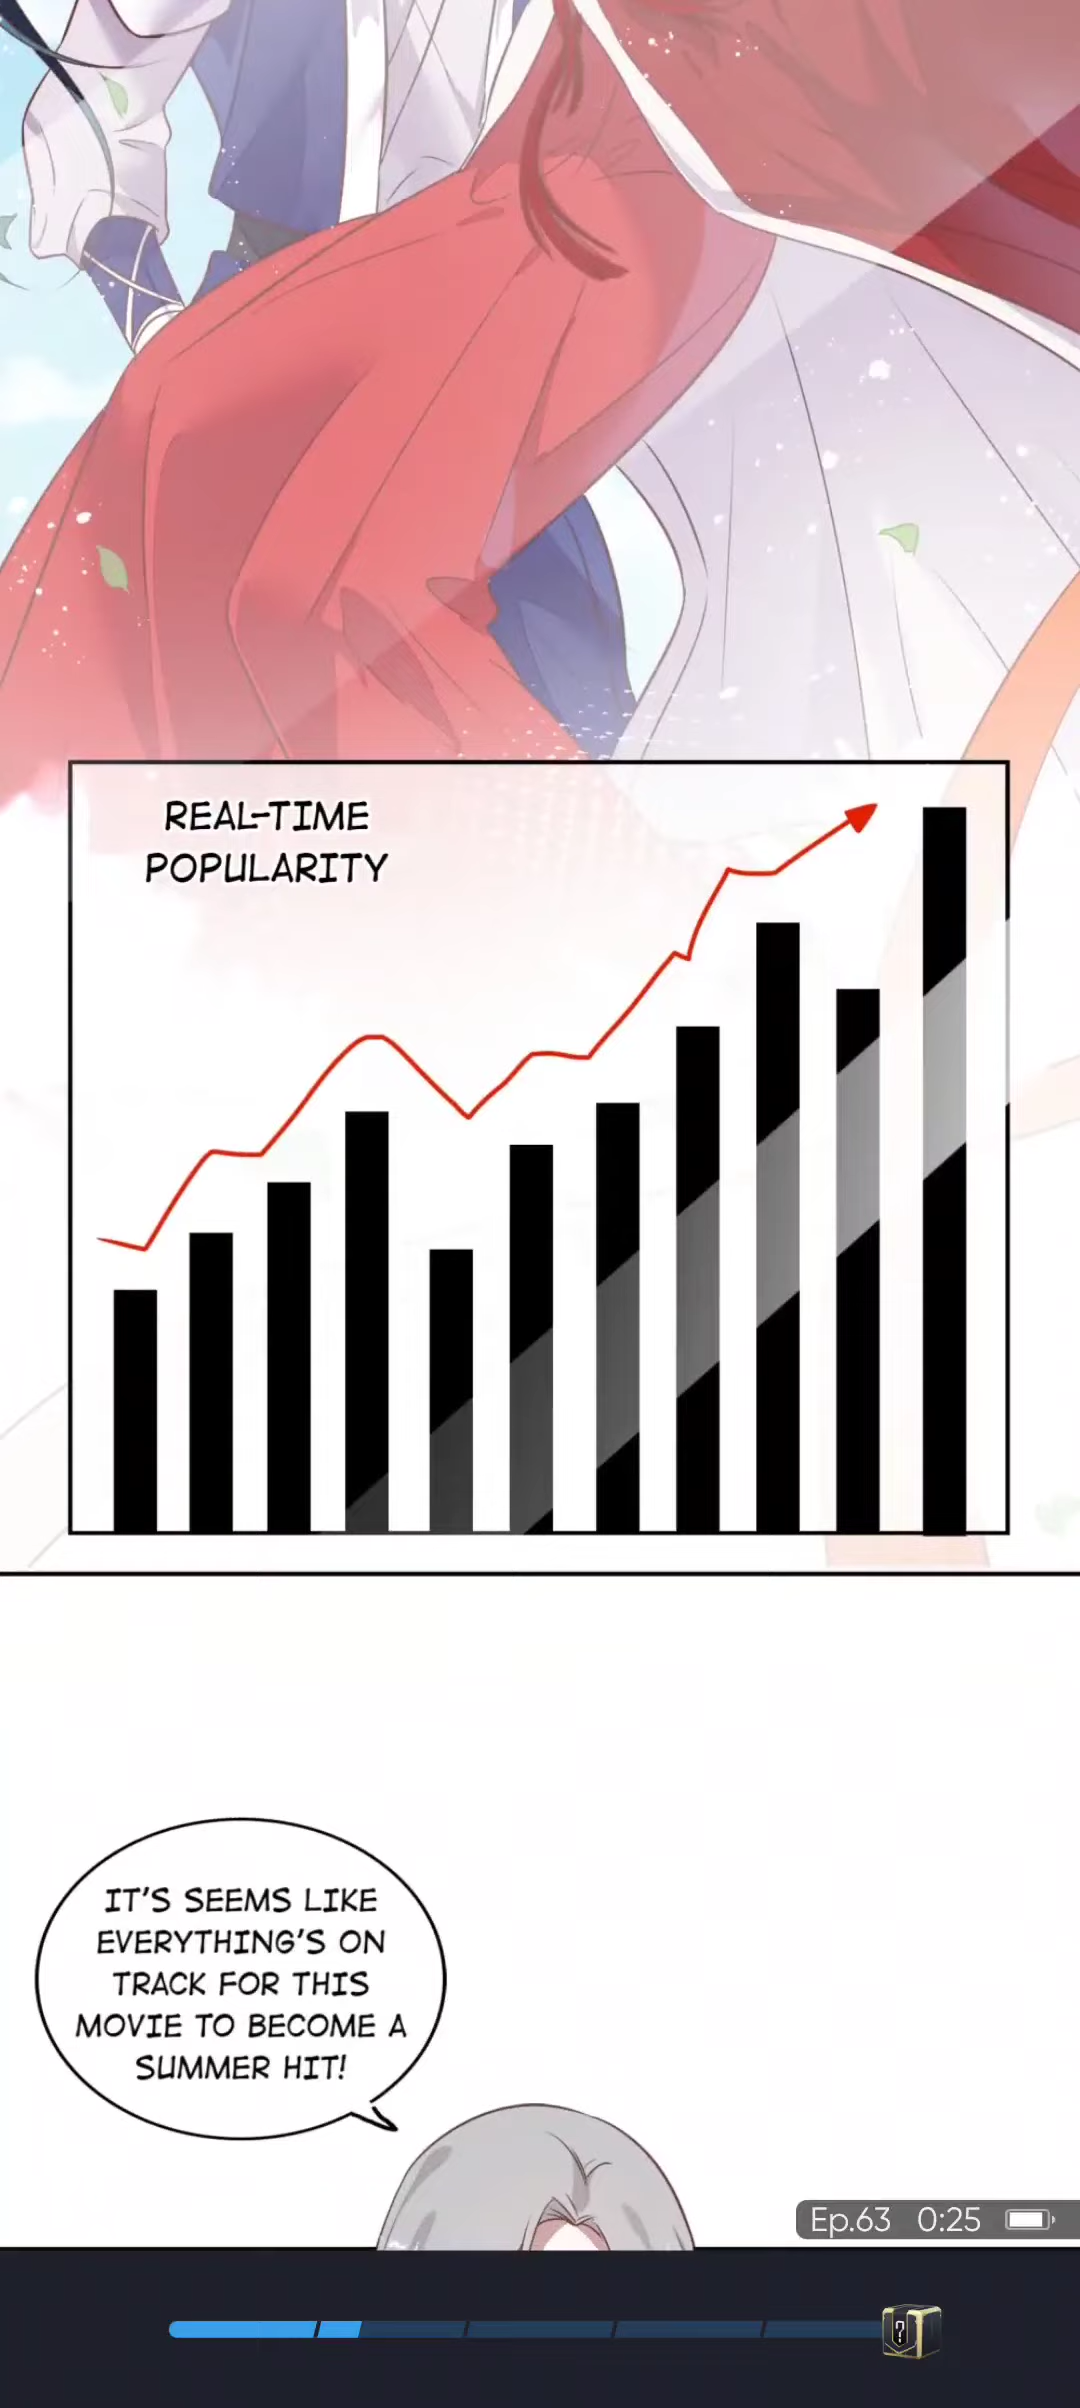 REAL-TIME
POPULARITY
IT'S SEEMS LIKE
EVERYTHING'S ON
TRACK FOR THIS
MOVIE TO BECOME A
SUMMER HIT!
Ep.63 0:25
?